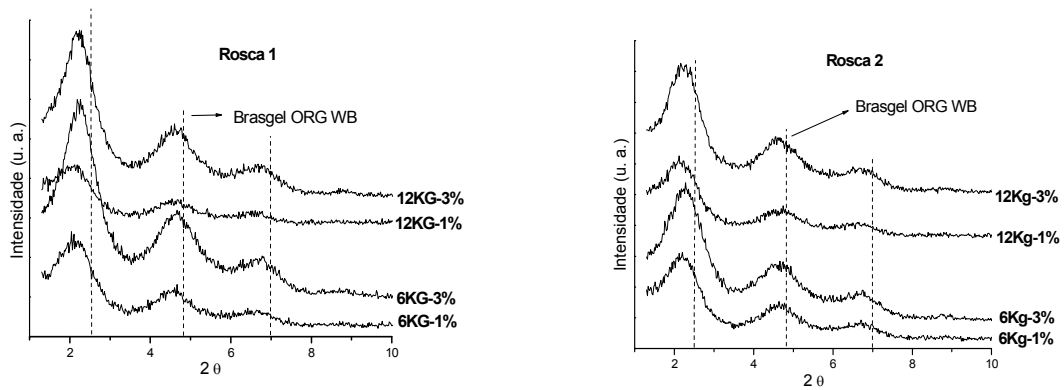 Rosca 1
Brasgel ORG WB
Intensidade (u. a.)
12KG-3%
12KG-1%
6KG-3%
6KG-1%
2 4 6 8 10
2 θ
Rosca 2
Brasgel ORG WB
Intensidade (u. a.)
12Kg-3%
12Kg-1%
6Kg-3%
6Kg-1%
2 4 6 8 10
2 θ